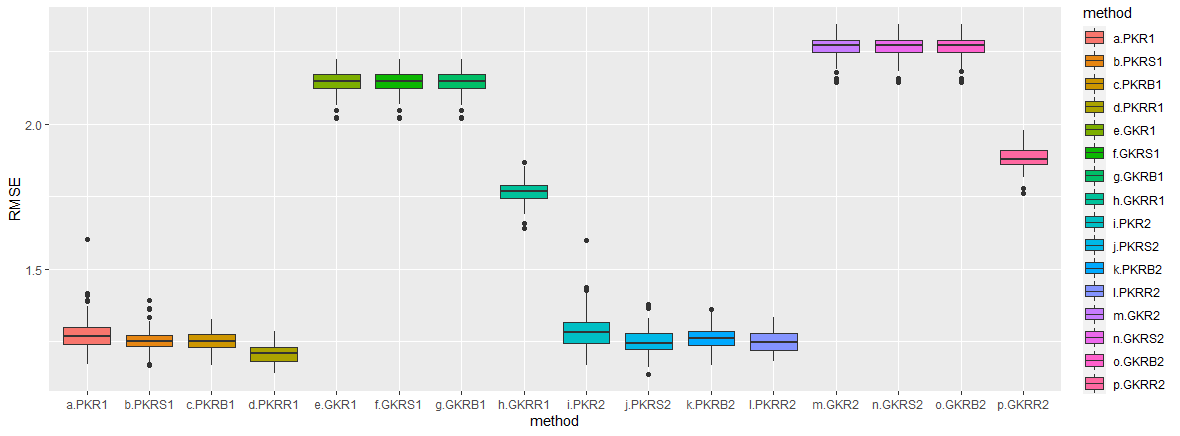 RMSE
2.0
1.5
a.PKR1 b.PKRS1 c.PKRB1 d.PKRR1 e.GKR1 f.GKRS1 g.GKRB1 h.GKRR1 i.PKR2 j.PKRS2 k.PKRB2 l.PKRR2 m.GKR2 n.GKRS2 o.GKRB2 p.GKRR2
method
method
a.PKR1
b.PKRS1
c.PKRB1
d.PKRR1
e.GKR1
f.GKRS1
g.GKRB1
h.GKRR1
i.PKR2
j.PKRS2
k.PKRB2
l.PKRR2
m.GKR2
n.GKRS2
o.GKRB2
p.GKRR2